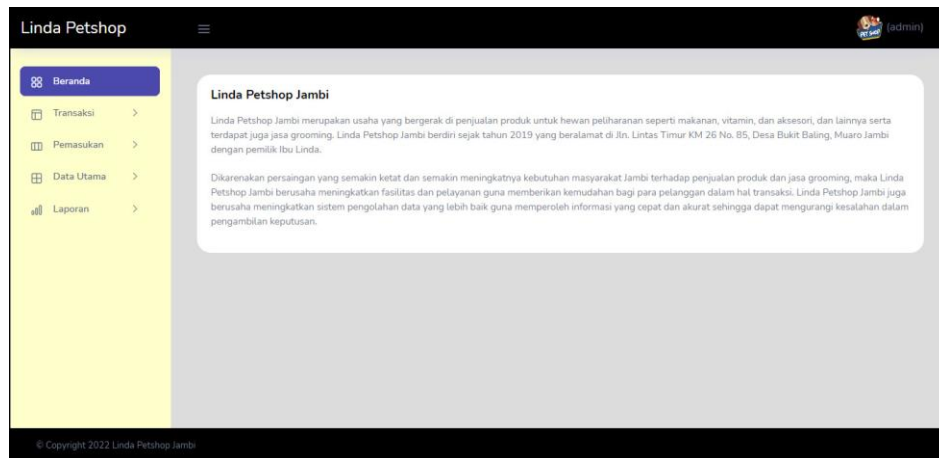 Linda Petshop
PET SHOP
(admin)
Beranda
Transaksi
Pemasukan
Data Utama
Laporan
Linda Petshop Jambi
Linda Petshop Jambi merupakan usaha yang bergerak di penjualan produk untuk hewan peliharanan seperti makanan, vitamin, dan aksesori, dan lainnya serta
terdapat juga jasa grooming. Linda Petshop Jambi berdiri sejak tahun 2019 yang beralamat di Jln. Lintas Timur KM 26 No. 85, Desa Bukit Baling, Muaro Jambi
dengan pemilik Ibu Linda.
Dikarenakan persaingan yang semakin ketat dan semakin meningkatnya kebutuhan masyarakat Jambi terhadap penjualan produk dan jasa grooming, maka Linda
Petshop Jambi berusaha meningkatkan fasilitas dan pelayanan guna memberikan kemudahan bagi para pelanggan dalam hal transaksi. Linda Petshop Jambi juga
berusaha meningkatkan sistem pengolahan data yang lebih baik guna memperoleh informasi yang cepat dan akurat sehingga dapat mengurangi kesalahan dalam
pengambilan keputusan.
© Copyright 2022 Linda Petshop Jambi